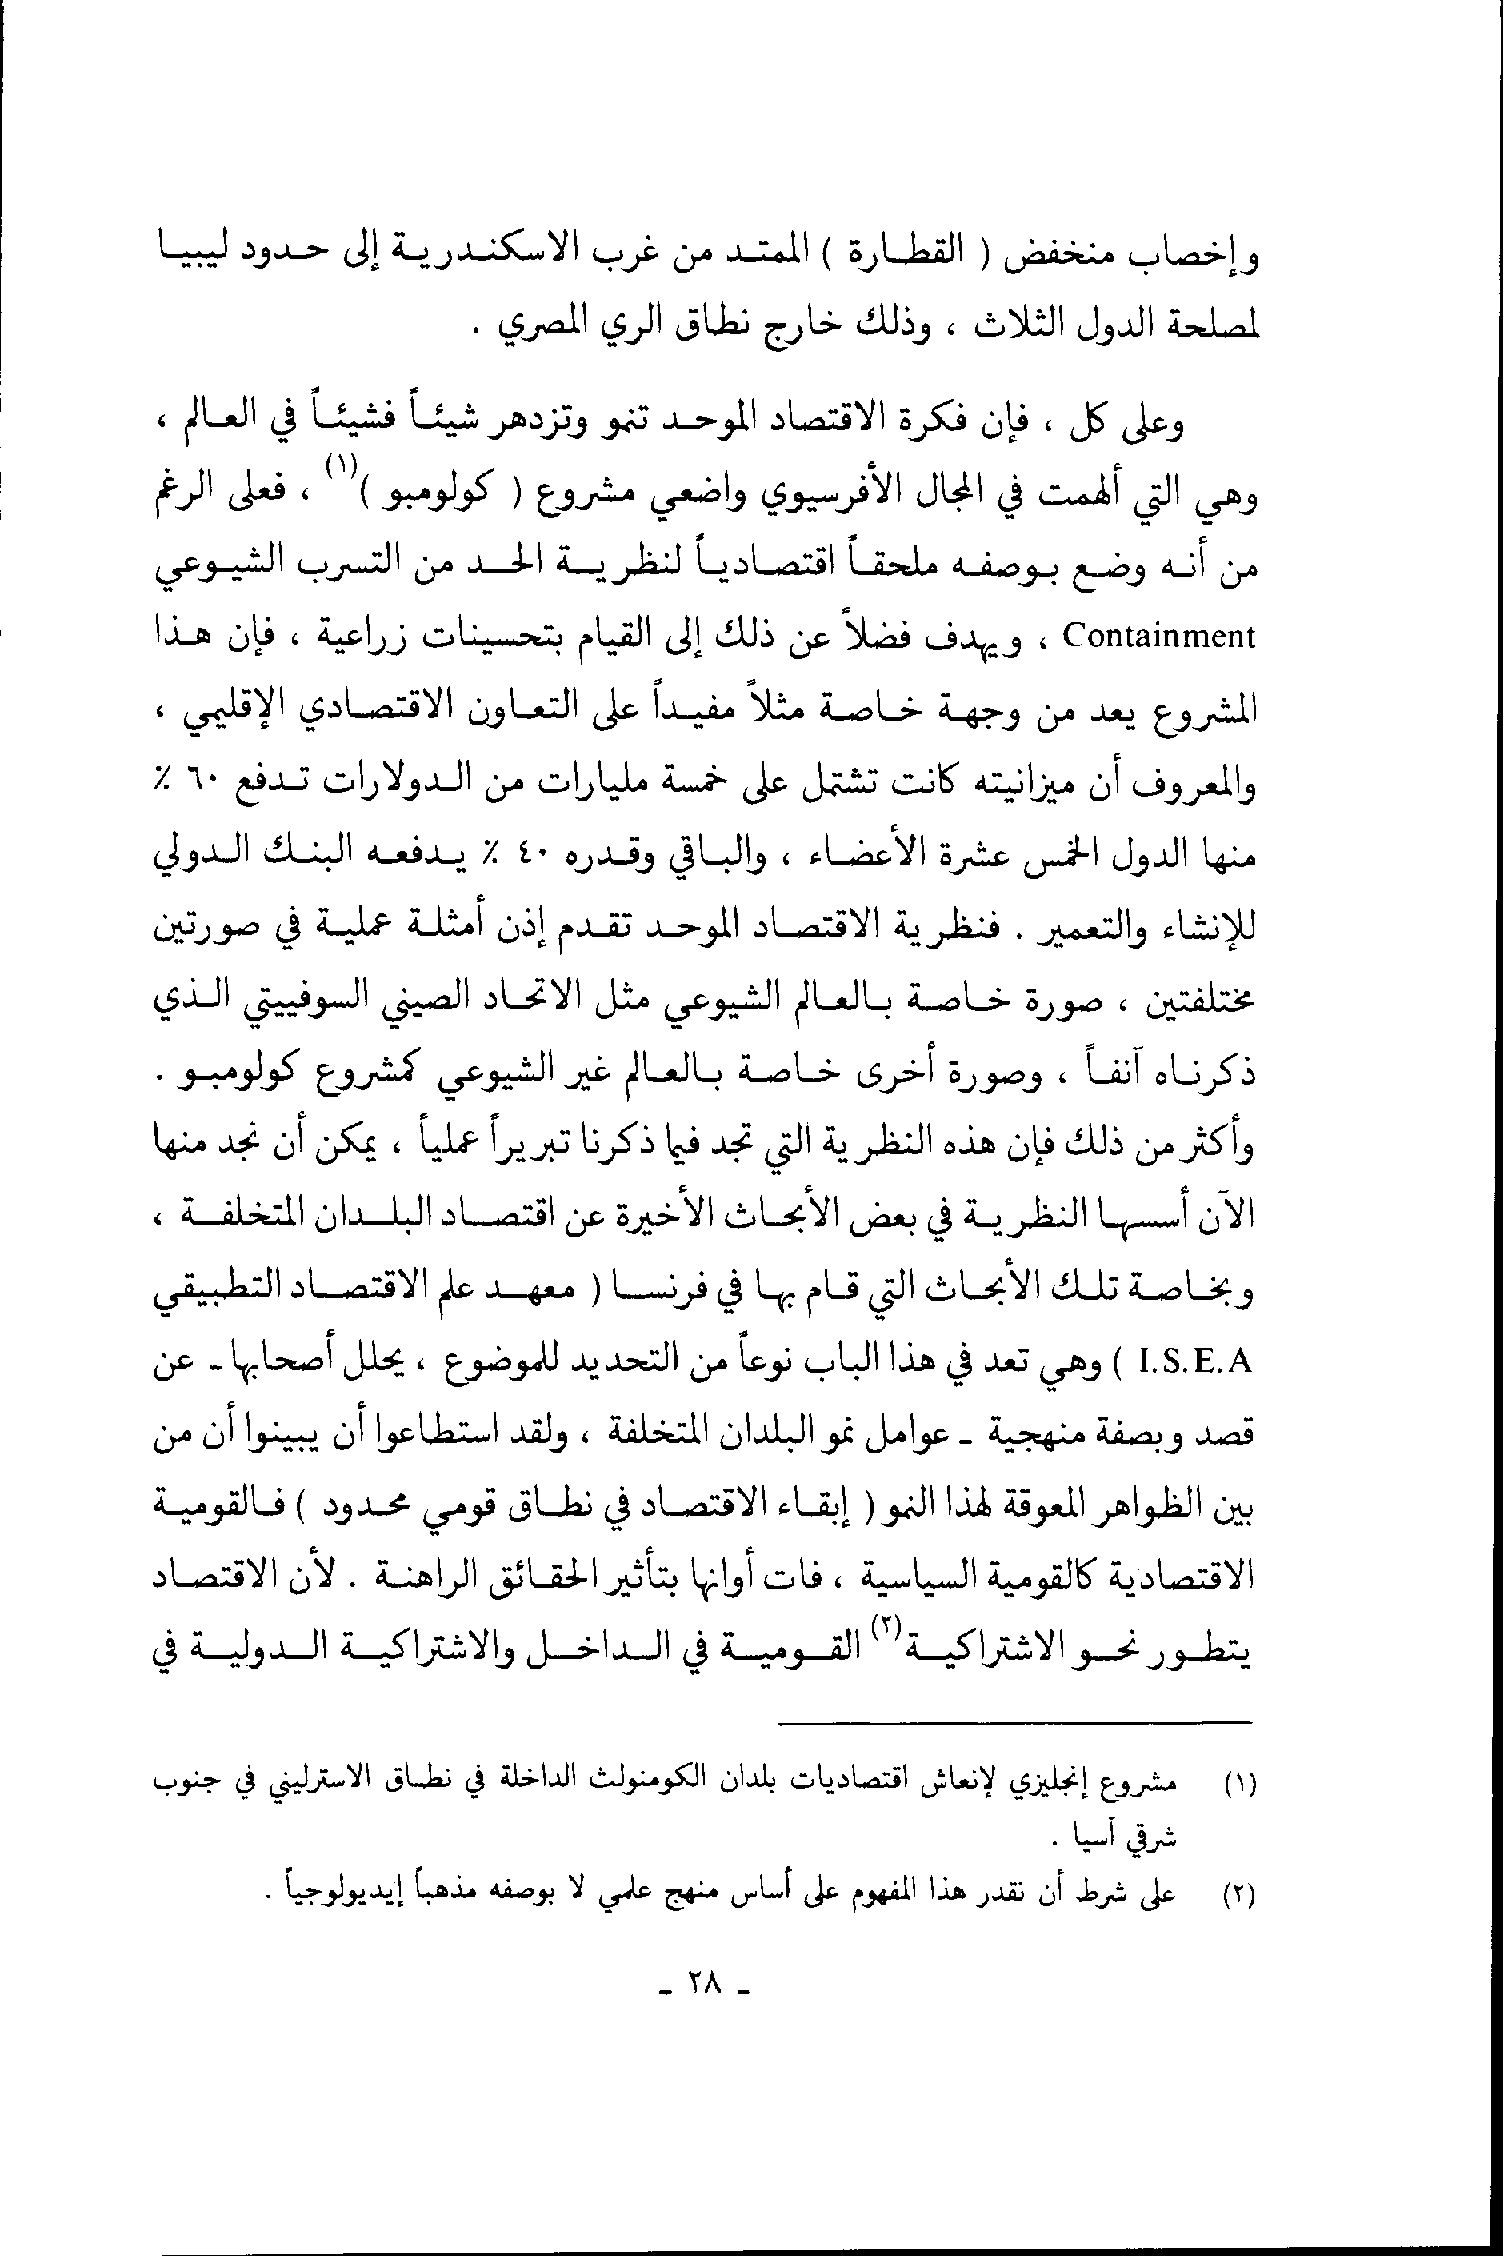 وإخصاب منخفض ( القطارة ) الممتد من غرب الاسكندرية إلى حدود ليبيا
لمصلحة الدول الثلاث ، وذلك خارج نطاق الري المصري .
وعلى كل ، فإن فكرة الاقتصاد الموحد تنمو وتزدهر شيئاً فشيئاً في العالم ،
وهي التي ألهمت في المجال الأفرسيوي واضعي مشروع ( كولومبو )(١) ، فعلى الرغم
من أنه وضع بوصفه ملحقاً اقتصادياً لنظرية الحد من التسرب الشيوعي
Containment ، ويهدف فضلاً عن ذلك إلى القيام بتحسينات زراعية ، فإن هذا
المشروع يعد من وجهة خاصة مثلاً مفيداً على التعاون الاقتصادي الإقليمي ،
والمعروف أن ميزانيته كانت تشتمل على خمسة مليارات من الدولارات تدفع ٦٠ ٪
منها الدول الخمس عشرة الأعضاء ، والباقي وقدره ٤٠ ٪ يدفعه البنك الدولي
للإنشاء والتعمير . فنظرية الاقتصاد الموحد تقدم إذن أمثلة عملية في صورتين
مختلفتين ، صورة خاصة بالعالم الشيوعي مثل الاتحاد الصيني السوفييتي الذي
ذكرناه آنفاً ، وصورة أخرى خاصة بالعالم غير الشيوعي كمشروع كولومبو .
وأكثر من ذلك فإن هذه النظرية التي تجد فيما ذكرنا تبريراً عملياً ، يمكن أن نجد منها
الآن أسسها النظرية في بعض الأبحاث الأخيرة عن اقتصاد البلدان المتخلفة ،
وبخاصة تلك الأبحاث التي قام بها في فرنسا ( معهد علم الاقتصاد التطبيقي
I.S.E.A ) وهي تعد في هذا الباب نوعاً من التحديد للموضوع ، يحلل أصحابها - عن
قصد وبصفة منهجية - عوامل نمو البلدان المتخلفة ، ولقد استطاعوا أن يبينوا أن من
بين الظواهر المعوقة لهذا النمو ( إبقاء الاقتصاد في نطاق قومي محدود ) فالقومية
الاقتصادية كالقومية السياسية ، فات أوانها بتأثير الحقائق الراهنة . لأن الاقتصاد
يتطور نحو الاشتراكية(٢) القومية في الداخل والاشتراكية الدولية في
(١) مشروع إنجليزي لإنعاش اقتصاديات بلدان الكومنولث الداخلة في نطاق الاسترليني في جنوب
شرقي آسيا .
(٢) على شرط أن نقدر هذا المفهوم على أساس منهج علمي لا بوصفه مذهباً إيديولوجياً .
- ٢٨ -